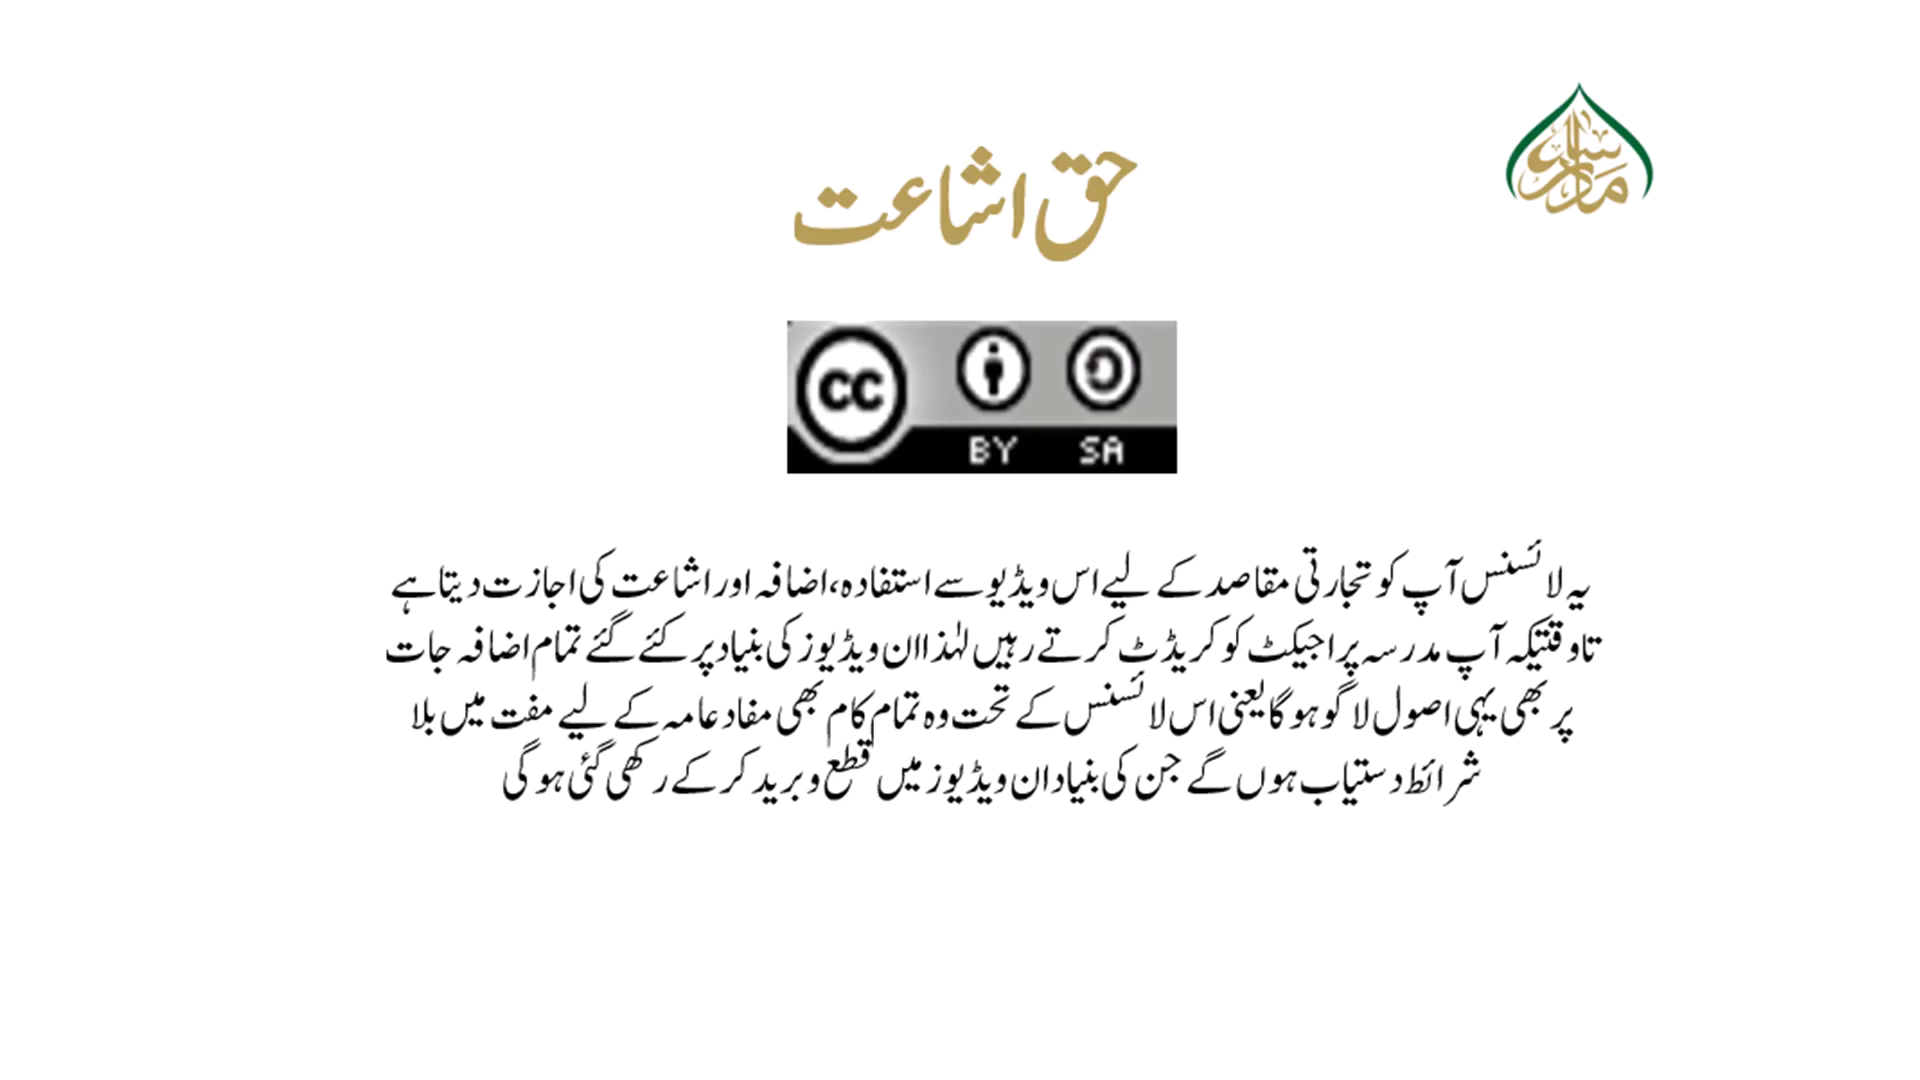 مدرسہ
حق اشاعت
cc
BY SA
یہ لائسنس آپ کو تجارتی مقاصد کے لیے اس ویڈیو سے استفادہ، اضافہ اور اشاعت کی اجازت دیتا ہے
تاوقتیکہ آپ مدرسہ پراجیکٹ کو کریڈٹ کرتے رہیں لہٰذا ان ویڈیوز کی بنیاد پر کئے گئے تمام اضافہ جات
پر بھی یہی اصول لاگو ہو گا یعنی اس لائسنس کے تحت وہ تمام کام بھی مفاد عامہ کے لیے مفت میں بلا
شرائط دستیاب ہوں گے جن کی بنیاد ان ویڈیوز میں قطع و برید کر کے رکھی گئی ہو گی